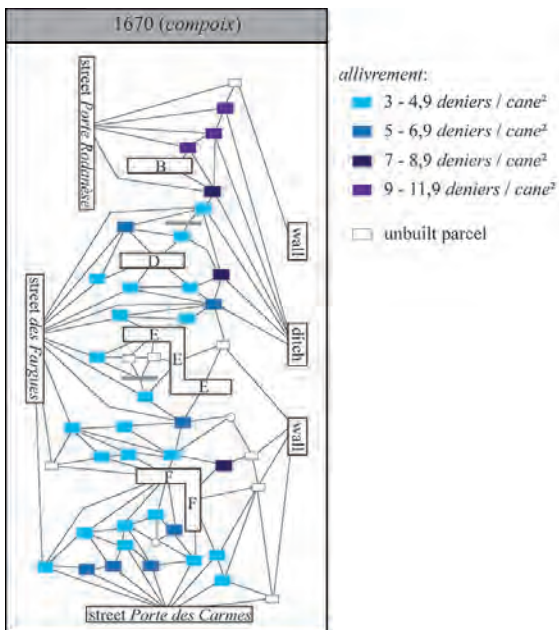 1670 (compoix)
street Porte Rodanèse
B
wall
D
ditch
street des Fargues
E
E
E
wall
F
F
street Porte des Carmes
allivrement:
3 - 4,9 deniers / cane²
5 - 6,9 deniers / cane²
7 - 8,9 deniers / cane²
9 - 11,9 deniers / cane²
unbuilt parcel